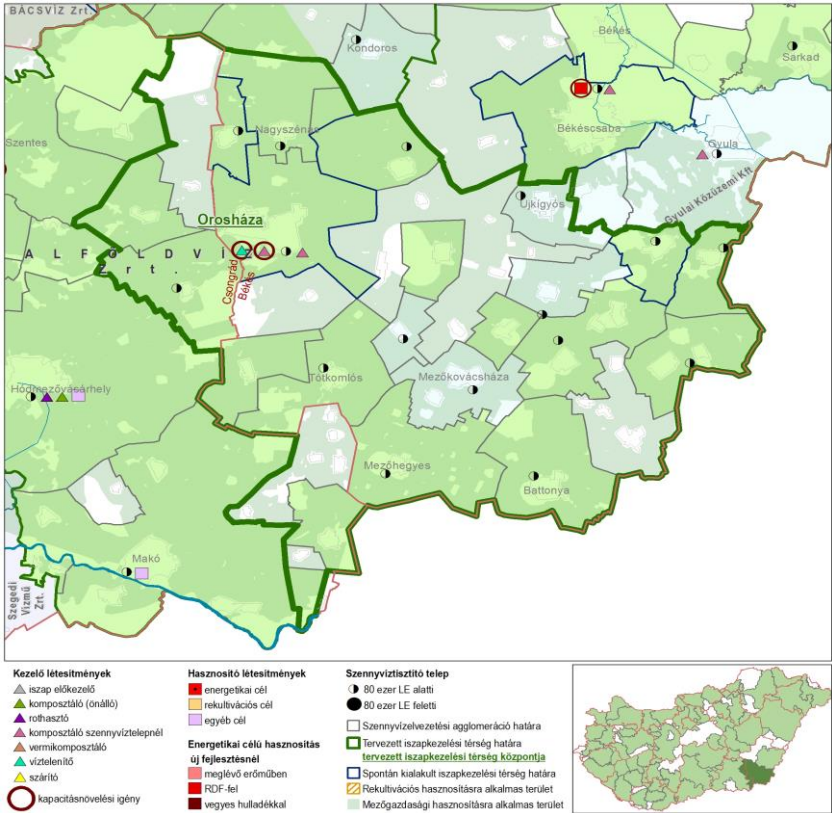 BÁCSVÍZ Zrt.
Kondoros
Békés
Sarkad
Szentes
Nagyszénás
Békéscsaba
Gyula
Gyulai Közüzemi Kft
Újkígyós
Orosháza
ALFÖLDVÍZ
Zrt.
Csongrád
Békés
Tótkomlós
Mezőkovácsháza
Hódmezővásárhely
Mezőhegyes
Battonya
Makó
Szegedi
Vízmű
Zrt.
Kezelő létesítmények
iszap előkezelő
komposztáló (önálló)
rothasztó
komposztáló szennyvíztelepnél
vermikomposztáló
víztelenítő
szárító
kapacitásnövelési igény
Hasznositó létesítmények
energetikai cél
rekultivációs cél
egyéb cél
Energetikai célú hasznositás
új fejlesztésnél
meglévő erőműben
RDF-fel
vegyes hulladékkal
Szennyviztisztító telep
80 ezer LE alatti
80 ezer LE feletti
Szennyvízelvezetési agglomeráció határa
Tervezett iszapkezelési térség határa
tervezett iszapkezelési térség központja
Spontán kialakult iszapkezelési térség határa
Rekultivációs hasznosításra alkalmas terület
Mezőgazdasági hasznosításra alkalmas terület